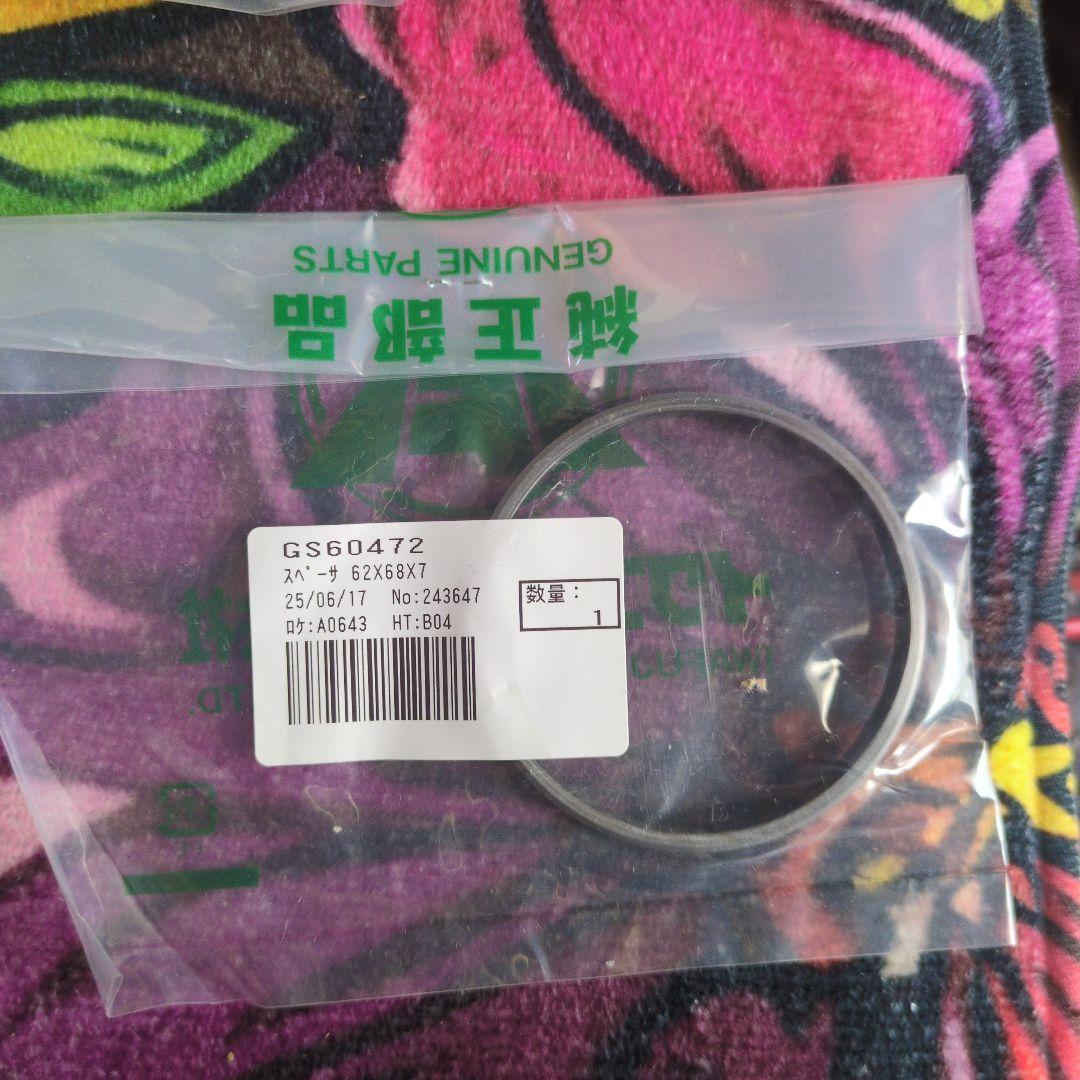 GENUINE PARTS
純正部品
GS60472
ｽﾍﾟｰｻ 62X68X7
25/06/17 No:243647
ﾛｹ:A0643 HT:B04
数量：
1